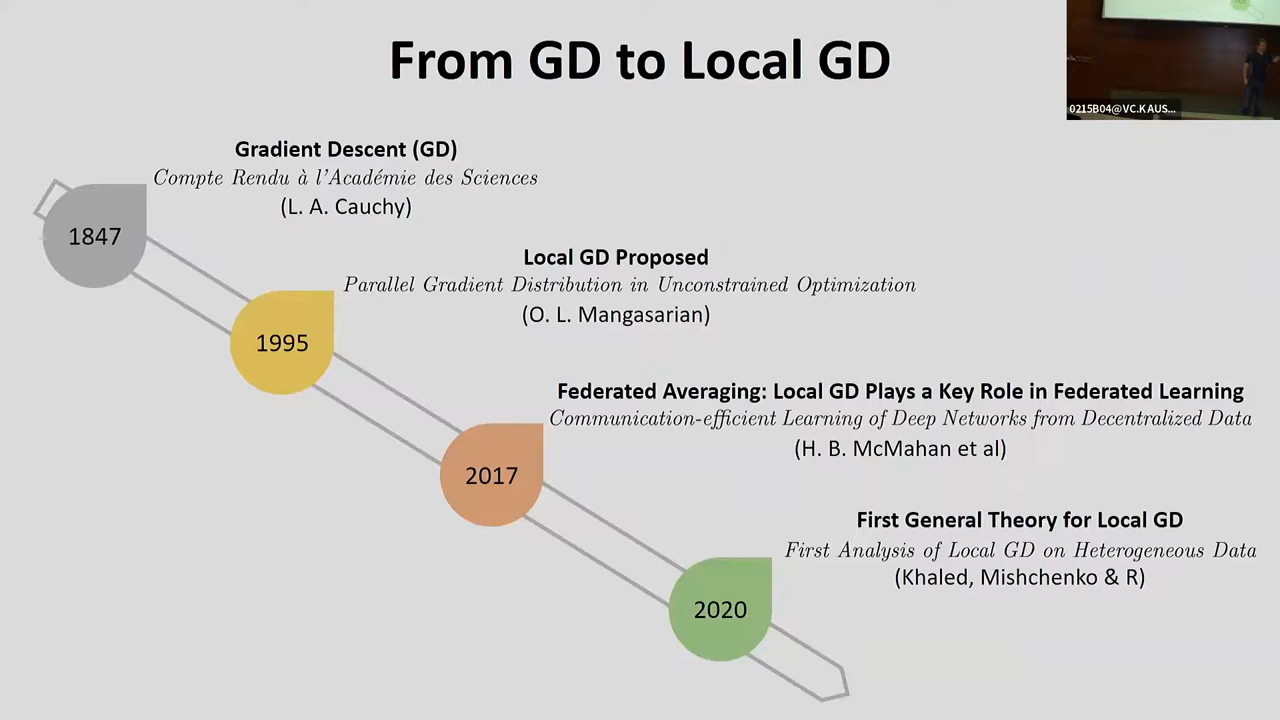 From GD to Local GD
0215B04@VC.KAUS...
Gradient Descent (GD)
Compte Rendu à l'Académie des Sciences
(L. A. Cauchy)
1847
Local GD Proposed
Parallel Gradient Distribution in Unconstrained Optimization
(O. L. Mangasarian)
1995
Federated Averaging: Local GD Plays a Key Role in Federated Learning
Communication-efficient Learning of Deep Networks from Decentralized Data
(H. B. McMahan et al)
2017
First General Theory for Local GD
First Analysis of Local GD on Heterogeneous Data
(Khaled, Mishchenko & R)
2020